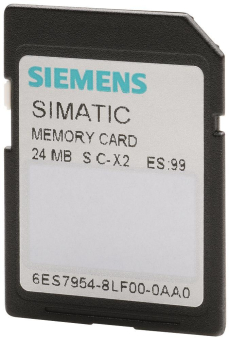 SIEMENS
SIMATIC
MEMORY CARD
24 MB S C-X2 ES:99
6ES7954-8LF00-0AA0